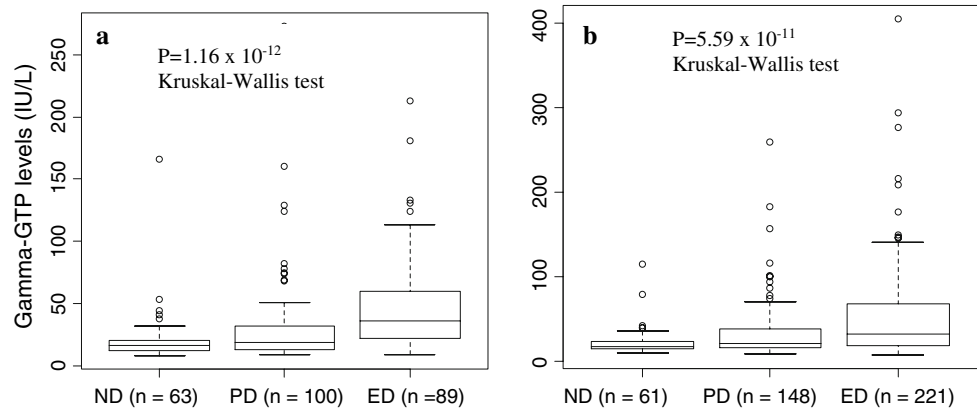 a
P=1.16 x 10-12
Kruskal-Wallis test
Gamma-GTP levels (IU/L)
250
200
150
100
50
0
ND (n = 63) PD (n = 100) ED (n =89)
b
P=5.59 x 10-11
Kruskal-Wallis test
400
300
200
100
0
ND (n = 61) PD (n = 148) ED (n = 221)